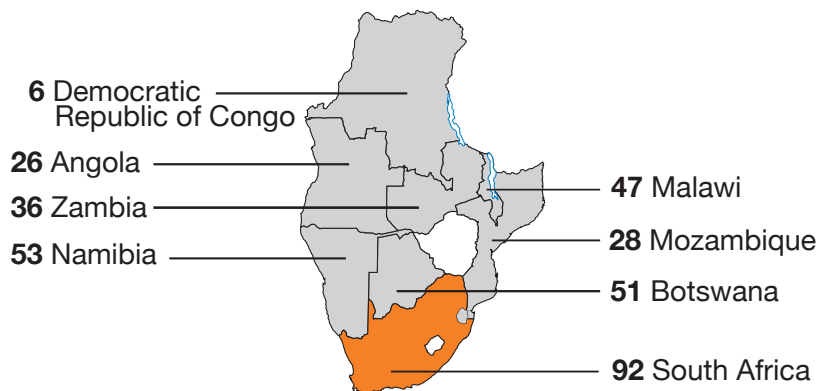 6 Democratic
Republic of Congo
26 Angola
36 Zambia
53 Namibia
47 Malawi
28 Mozambique
51 Botswana
92 South Africa